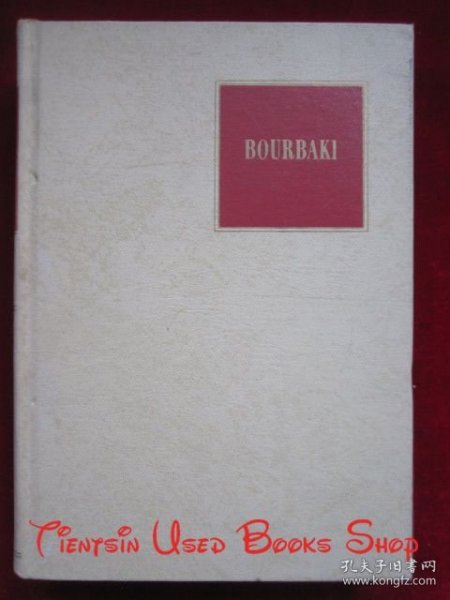 BOURBAKI
Tientsin Used Books Shop
孔夫子旧书网
www.kongfz.com